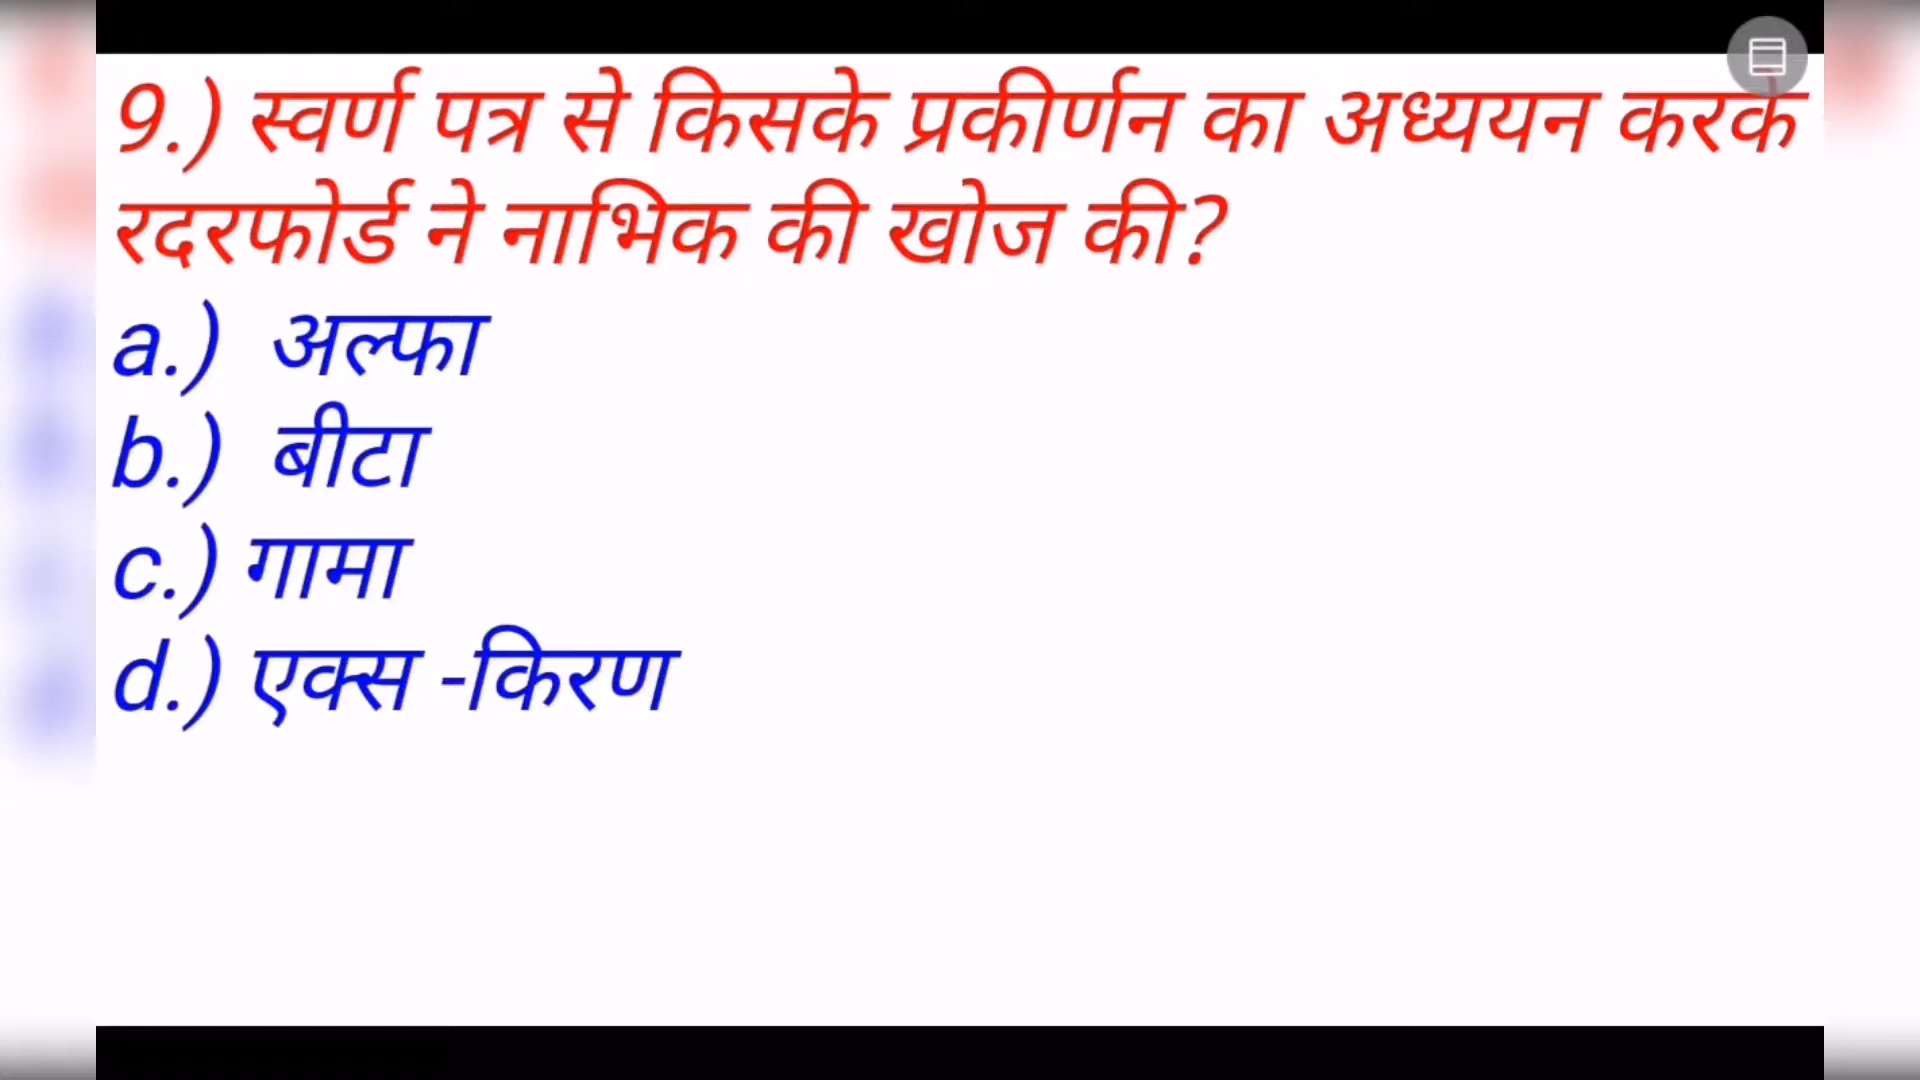 9.) स्वर्ण पत्र से किसके प्रकीर्णन का अध्ययन करके
रदरफोर्ड ने नाभिक की खोज की?
a.) अल्फा
b.) बीटा
c.) गामा
d.) एक्स -किरण